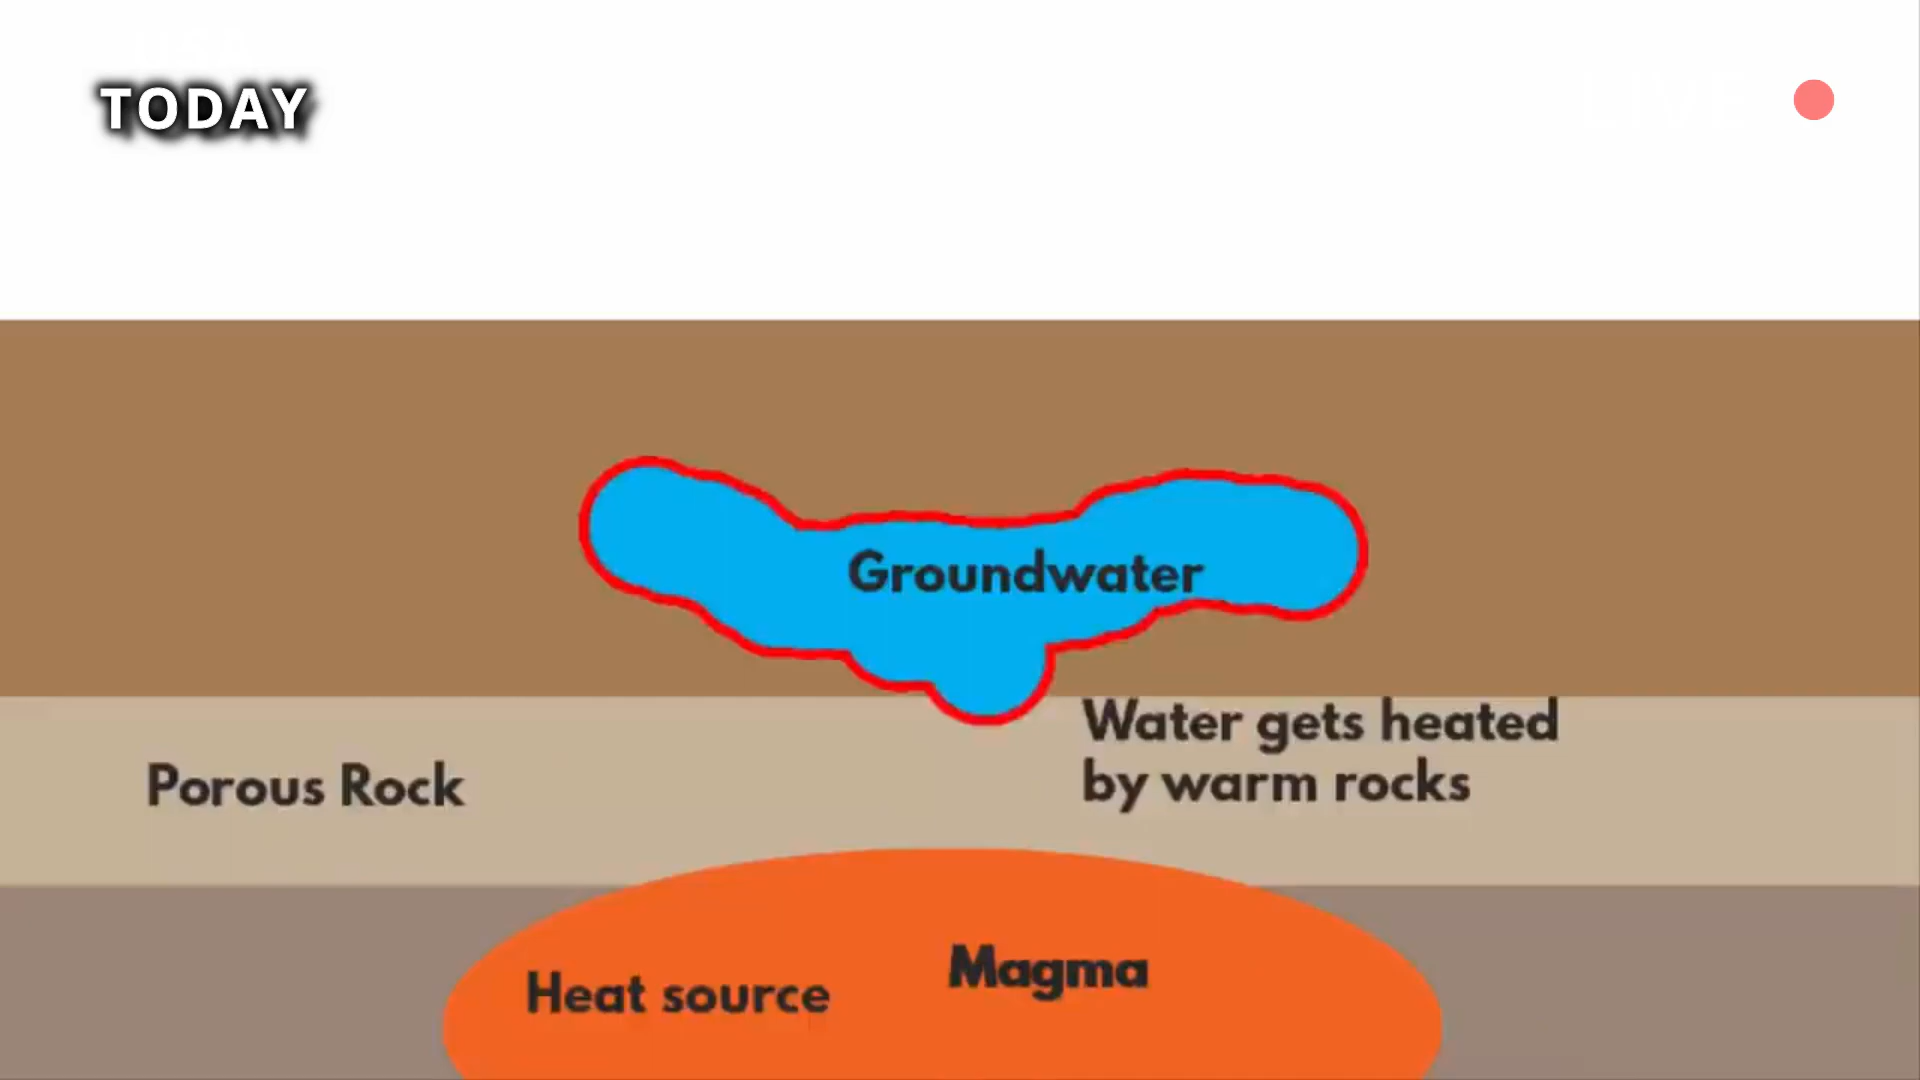 TODAY
Groundwater
Water gets heated
by warm rocks
Porous Rock
Magma
Heat source